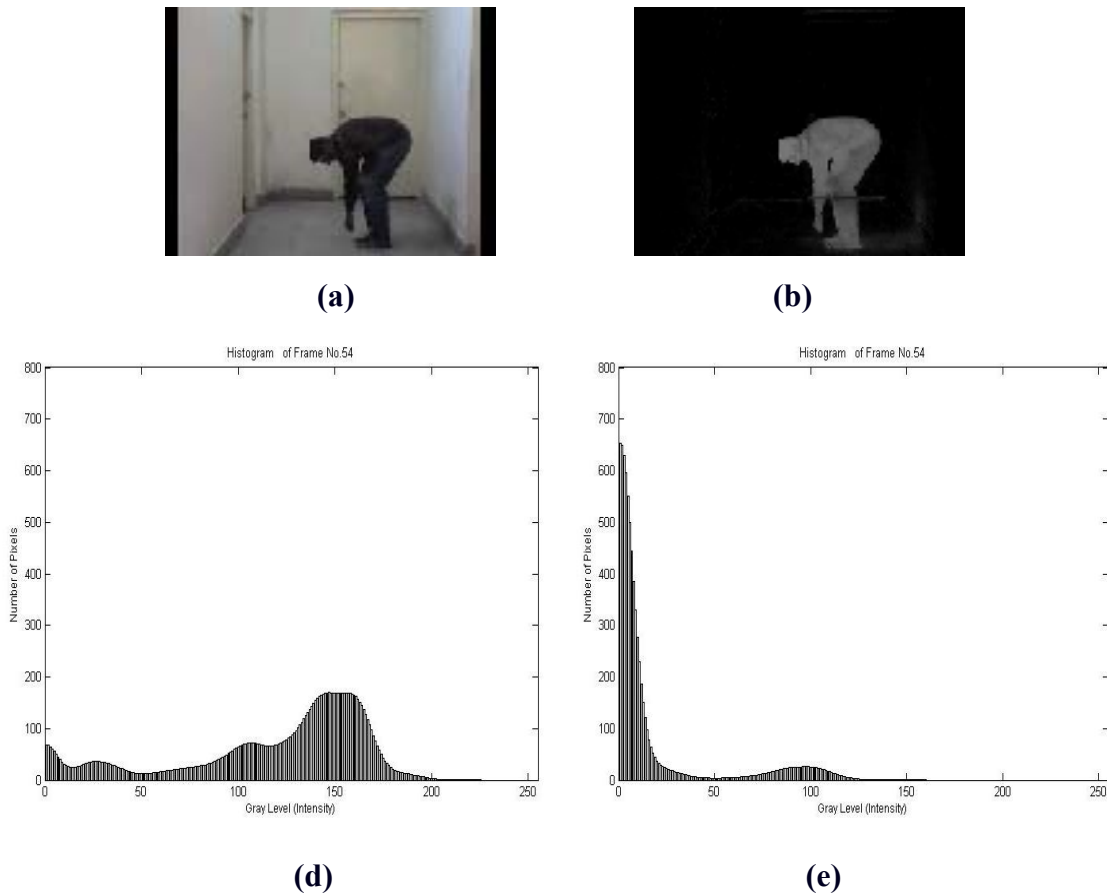 (a)
(b)
Histogram of Frame No.54
800
700
600
500
400
300
200
100
0
Number of Pixels
0 50 100 150 200 250
Gray Level (Intensity)
(d)
Histogram of Frame No.54
800
700
600
500
400
300
200
100
0
Number of Pixels
0 50 100 150 200 250
Gray Level (Intensity)
(e)